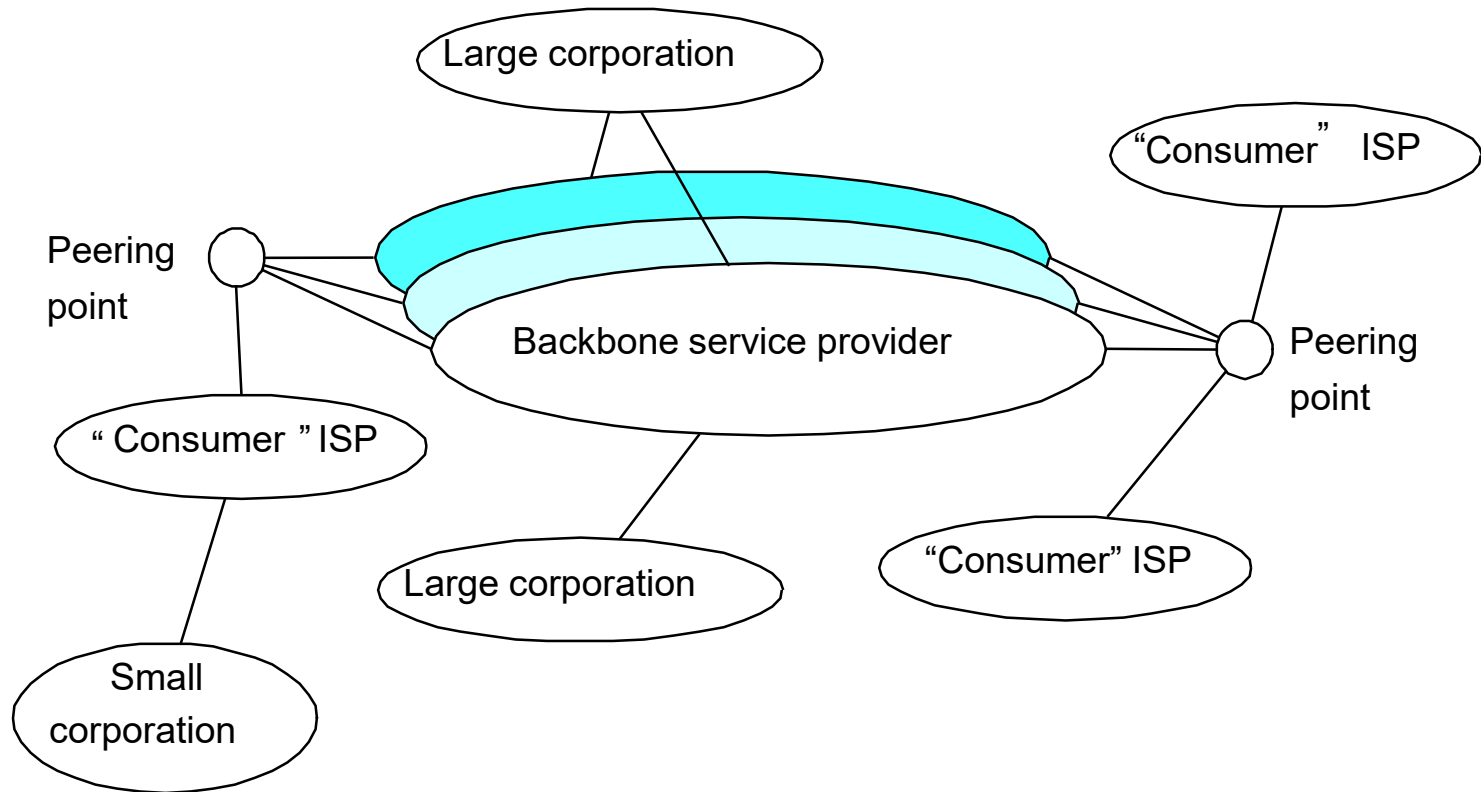 Large corporation
“Consumer” ISP
Peering
point
Backbone service provider
Peering
point
“ Consumer ” ISP
“Consumer” ISP
Large corporation
Small
corporation